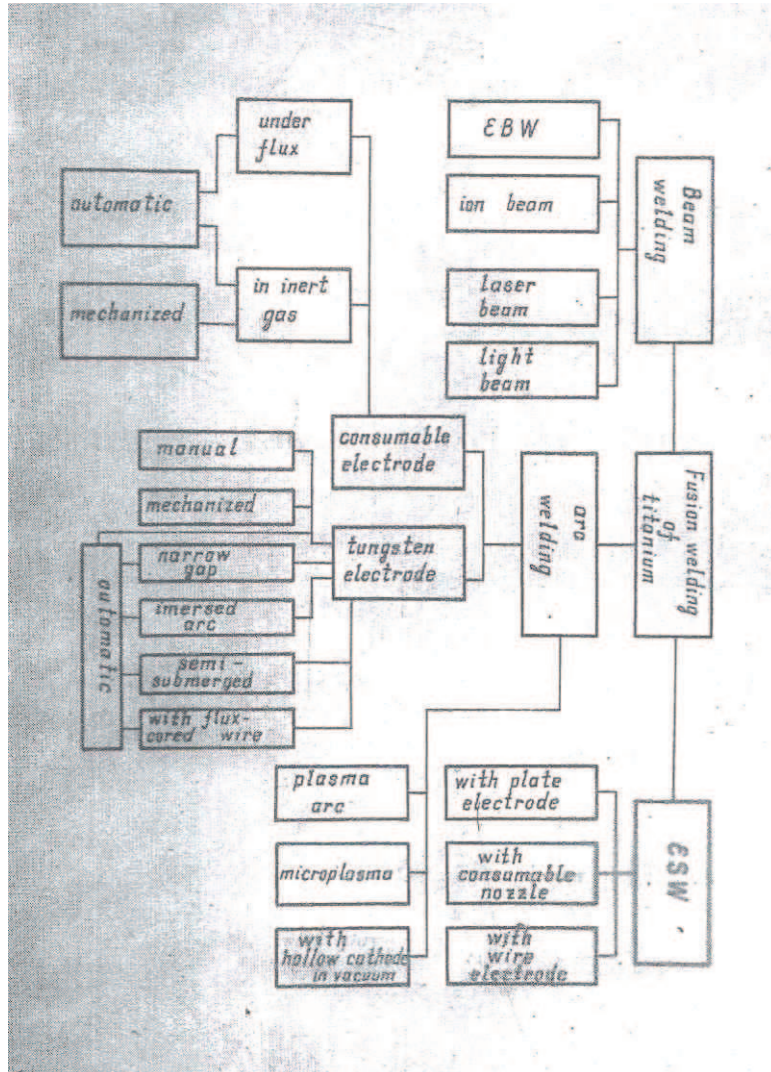 Fusion welding
of
titanium
Beam
welding
EBW
ion beam
laser
beam
light
beam
arc
welding
consumable
electrode
under
flux
in inert
gas
automatic
mechanized
tungsten
electrode
manual
mechanized
narrow
gap
imersed
arc
semi-
submerged
with flux-
cored wire
automatic
plasma
arc
microplasma
with
hollow cathode
in vacuum
ESW
with plate
electrode
with
consumable
nozzle
with
wire
electrode